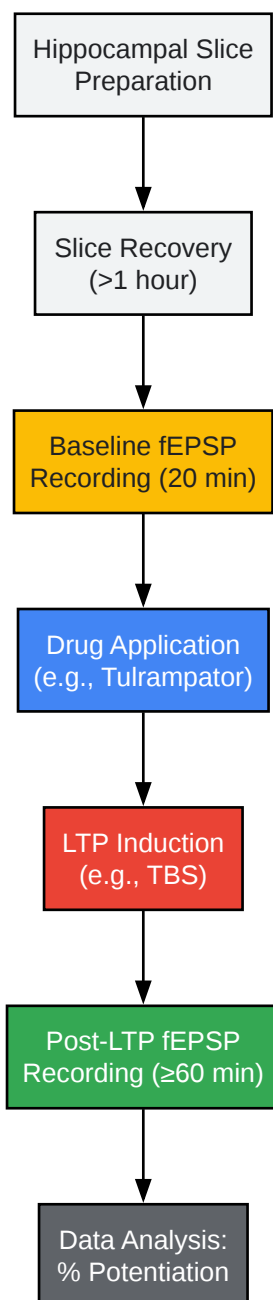 Hippocampal Slice
Preparation
Slice Recovery
(>1 hour)
Baseline fEPSP
Recording (20 min)
Drug Application
(e.g., Tulrampator)
LTP Induction
(e.g., TBS)
Post-LTP fEPSP
Recording (≥60 min)
Data Analysis:
% Potentiation